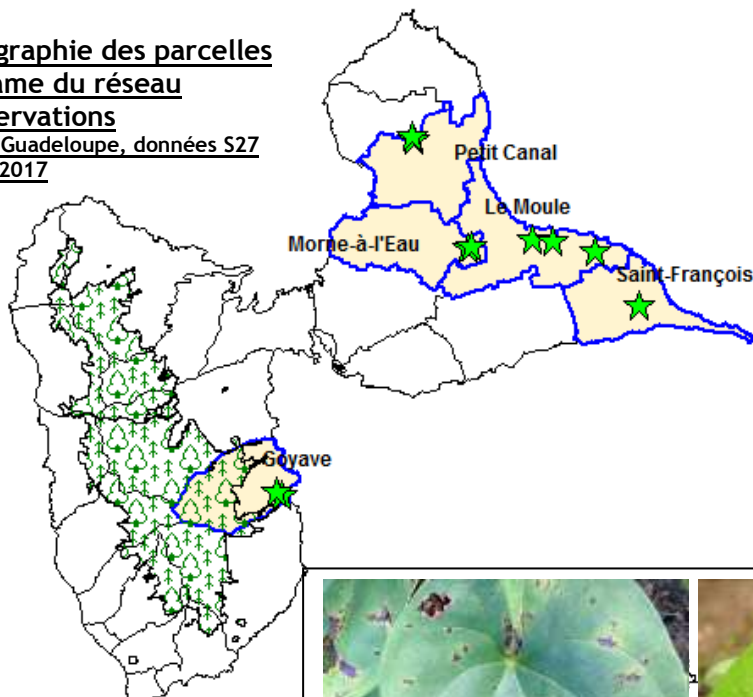 graphie des parcelles
ame du réseau
ervations
Guadeloupe, données S27
2017
Petit Canal
Le Moule
Morne-à-l'Eau
Saint-François
Goyave